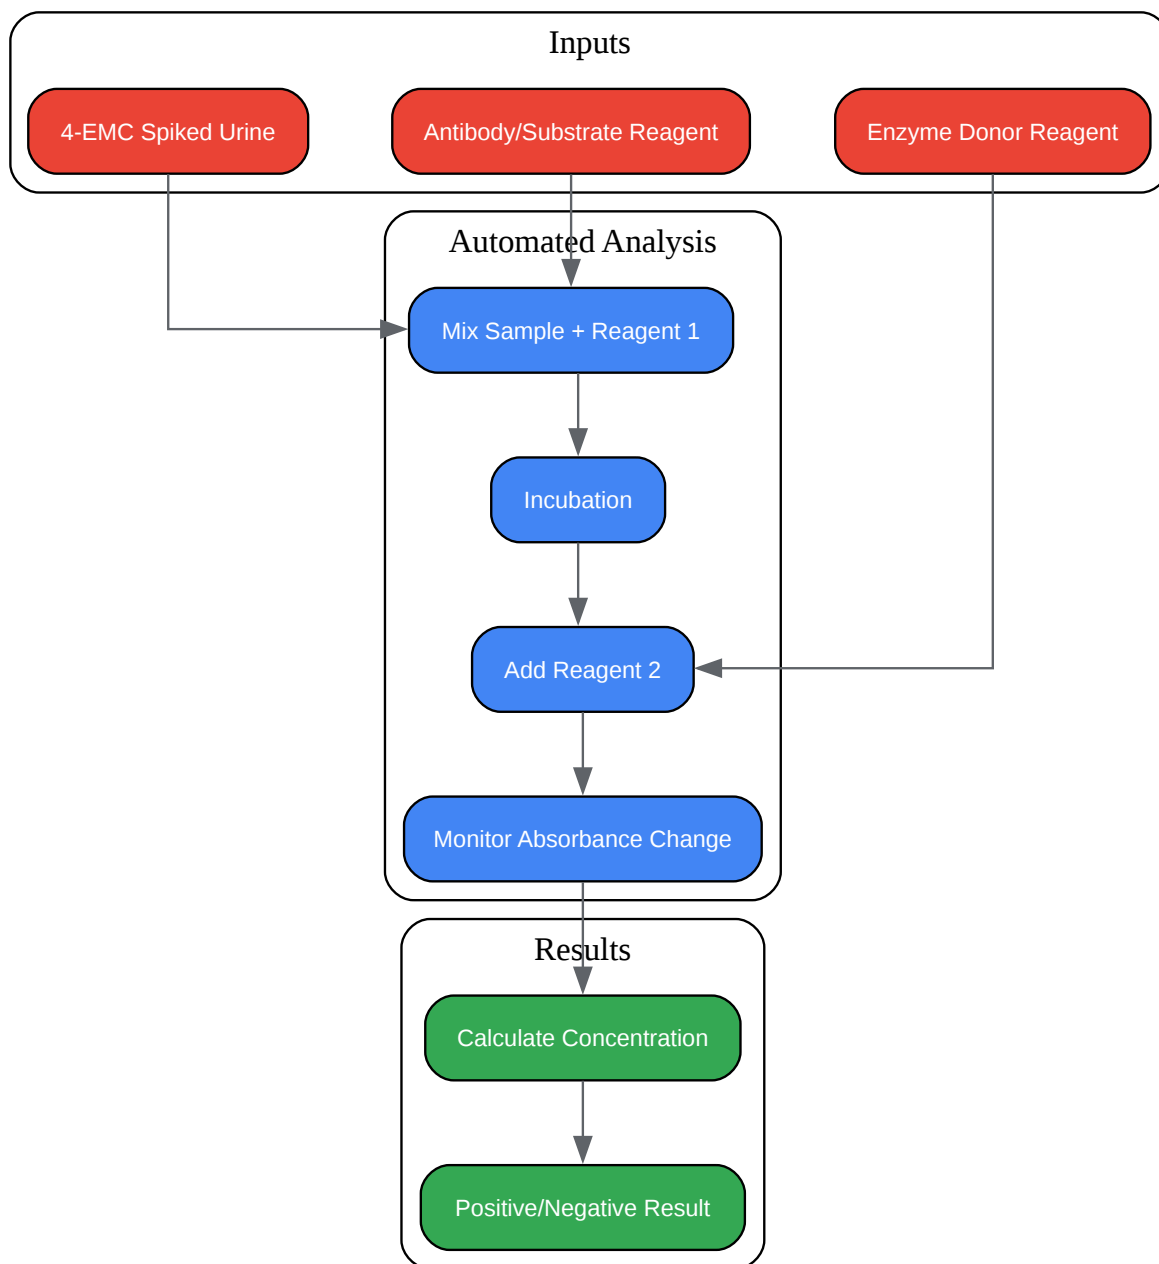 Inputs
4-EMC Spiked Urine
Antibody/Substrate Reagent
Enzyme Donor Reagent
Automated Analysis
Mix Sample + Reagent 1
Incubation
Add Reagent 2
Monitor Absorbance Change
Results
Calculate Concentration
Positive/Negative Result